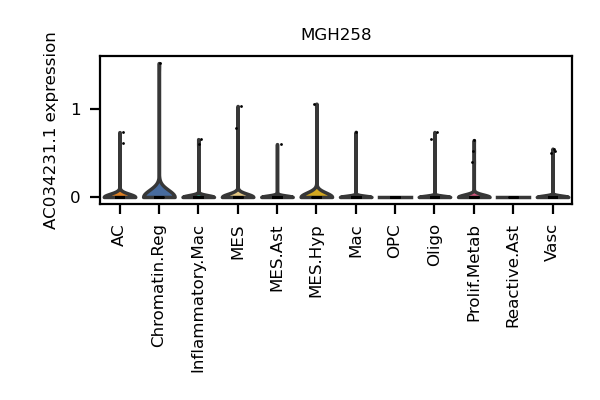 MGH258
AC034231.1 expression
1
0
AC
Chromatin.Reg
Inflammatory.Mac
MES
MES.Ast
MES.Hyp
Mac
OPC
Oligo
Prolif.Metab
Reactive.Ast
Vasc